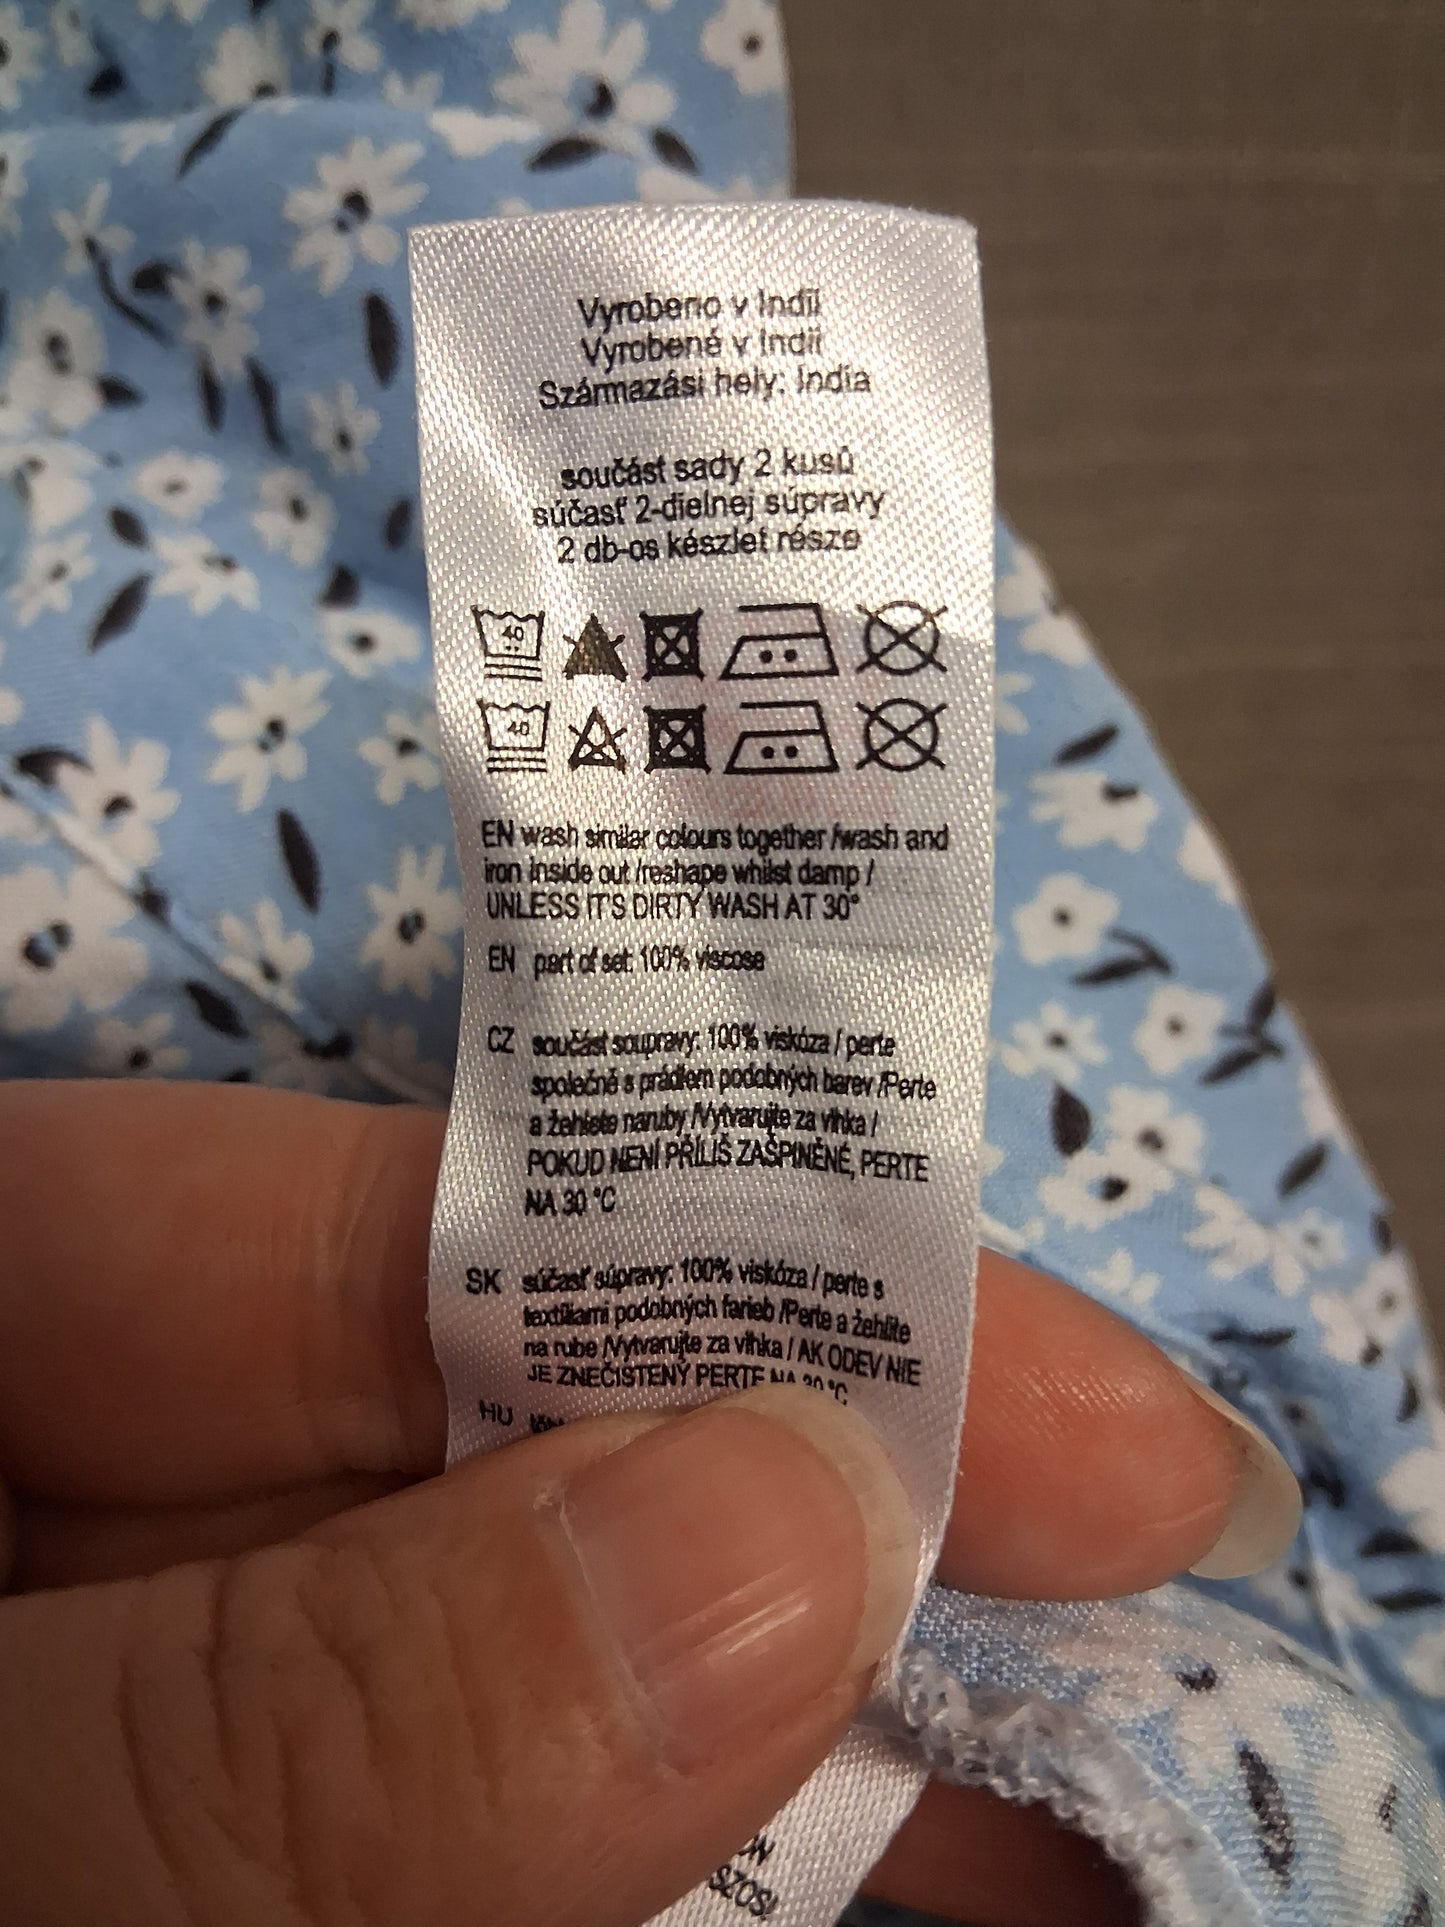 Vyrobeno v Indii
Vyrobené v Indii
Származási hely: India
součást sady 2 kusů
súčasť 2-dielnej súpravy
2 db-os készlet része
40
40
EN wash similar colours together /wash and
iron inside out /reshape whilst damp /
UNLESS IT'S DIRTY WASH AT 30°
EN part of set: 100% viscose
CZ součást soupravy: 100% viskóza / perte
společně s prádlem podobných barev /Perte
a žehlete naruby /Vytvarujte za vlhka /
POKUD NENÍ PŘÍLIŠ ZAŠPINĚNÉ, PERTE
NA 30 °C
SK súčasť súpravy: 100% viskóza / perte s
textíliami podobných farieb /Perte a žehlite
na rube /Vytvarujte za vlhka / AK ODEV NIE
JE ZNEČISTENÝ PERTE NA 30 °C
HU
SZOS!